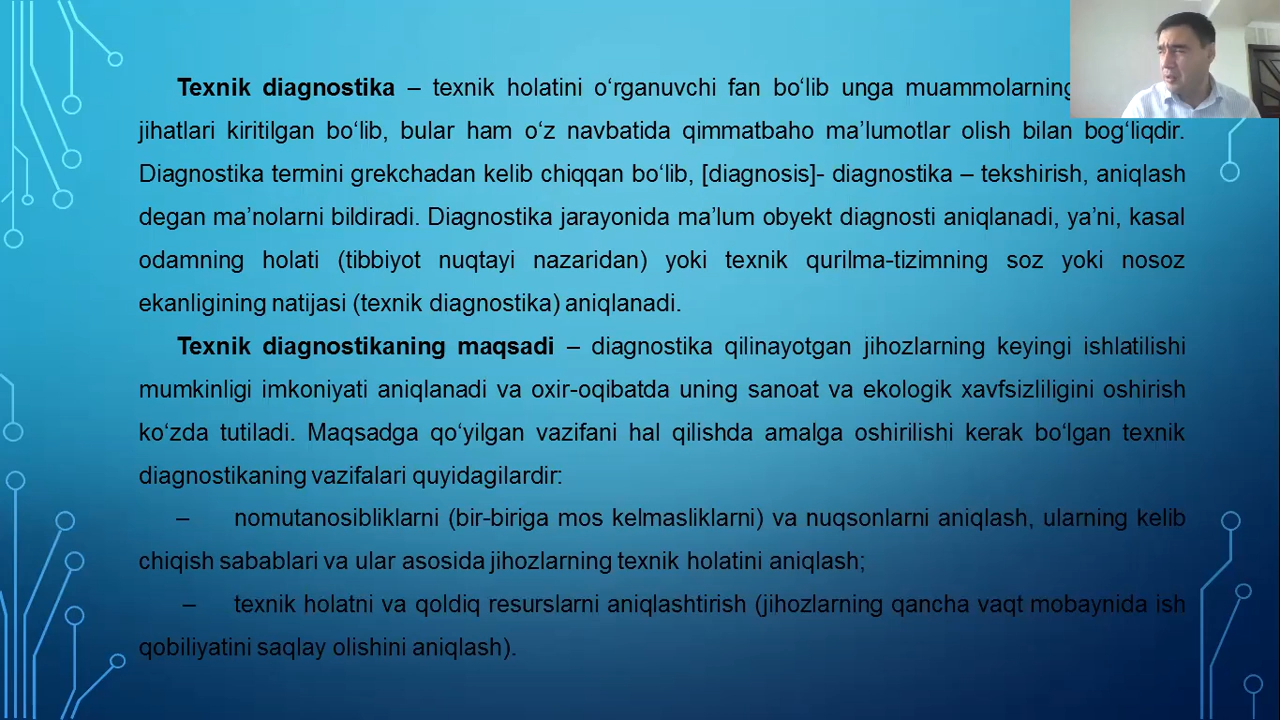 Texnik diagnostika – texnik holatini o‘rganuvchi fan bo‘lib unga muammolarning
jihatlari kiritilgan bo‘lib, bular ham o‘z navbatida qimmatbaho ma’lumotlar olish bilan bog‘liqdir.
Diagnostika termini grekchadan kelib chiqqan bo‘lib, [diagnosis]- diagnostika – tekshirish, aniqlash
degan ma’nolarni bildiradi. Diagnostika jarayonida ma’lum obyekt diagnosti aniqlanadi, ya’ni, kasal
odamning holati (tibbiyot nuqtayi nazaridan) yoki texnik qurilma-tizimning soz yoki nosoz
ekanligining natijasi (texnik diagnostika) aniqlanadi.
Texnik diagnostikaning maqsadi – diagnostika qilinayotgan jihozlarning keyingi ishlatilishi
mumkinligi imkoniyati aniqlanadi va oxir-oqibatda uning sanoat va ekologik xavfsizliligini oshirish
ko‘zda tutiladi. Maqsadga qo‘yilgan vazifani hal qilishda amalga oshirilishi kerak bo‘lgan texnik
diagnostikaning vazifalari quyidagilardir:
– nomutanosibliklarni (bir-biriga mos kelmasliklarni) va nuqsonlarni aniqlash, ularning kelib
chiqish sabablari va ular asosida jihozlarning texnik holatini aniqlash;
– texnik holatni va qoldiq resurslarni aniqlashtirish (jihozlarning qancha vaqt mobaynida ish
qobiliyatini saqlay olishini aniqlash).